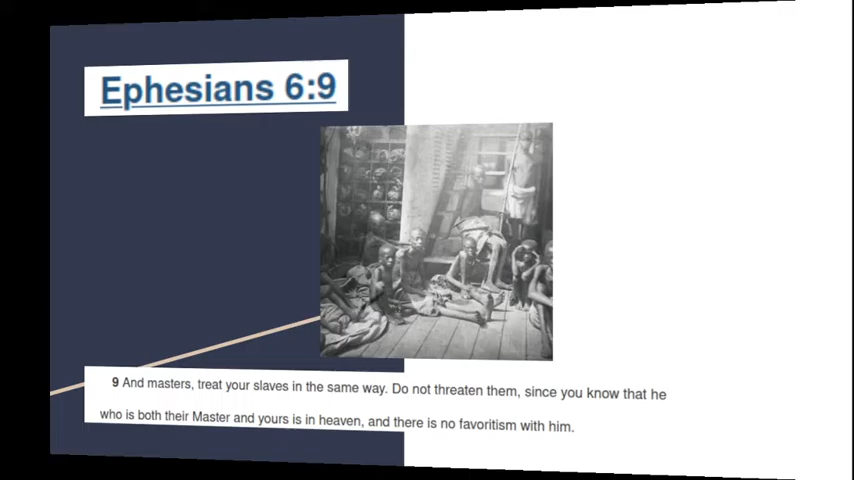 Ephesians 6:9
9 And masters, treat your slaves in the same way. Do not threaten them, since you know that he
who is both their Master and yours is in heaven, and there is no favoritism with him.